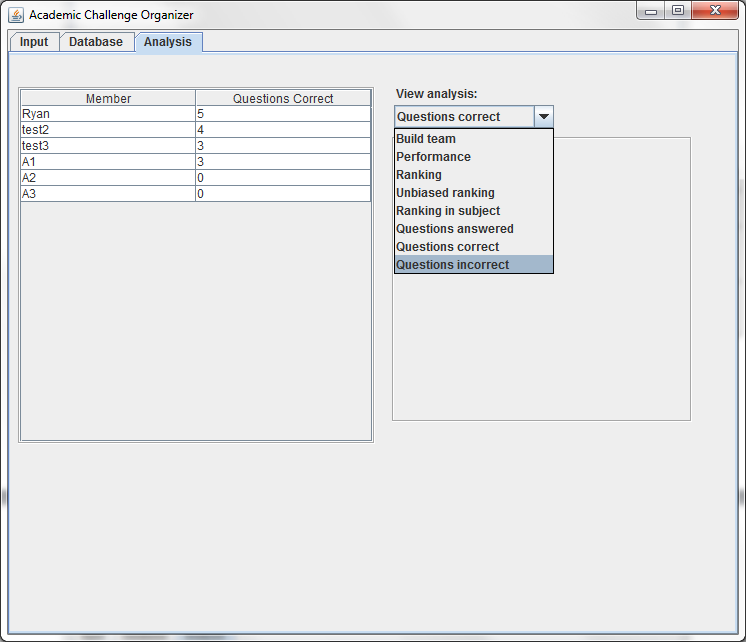 Academic Challenge Organizer
Input Database Analysis
Member Questions Correct
Ryan 5
test2 4
test3 3
A1 3
A2 0
A3 0
View analysis:
Questions correct
Build team
Performance
Ranking
Unbiased ranking
Ranking in subject
Questions answered
Questions correct
Questions incorrect